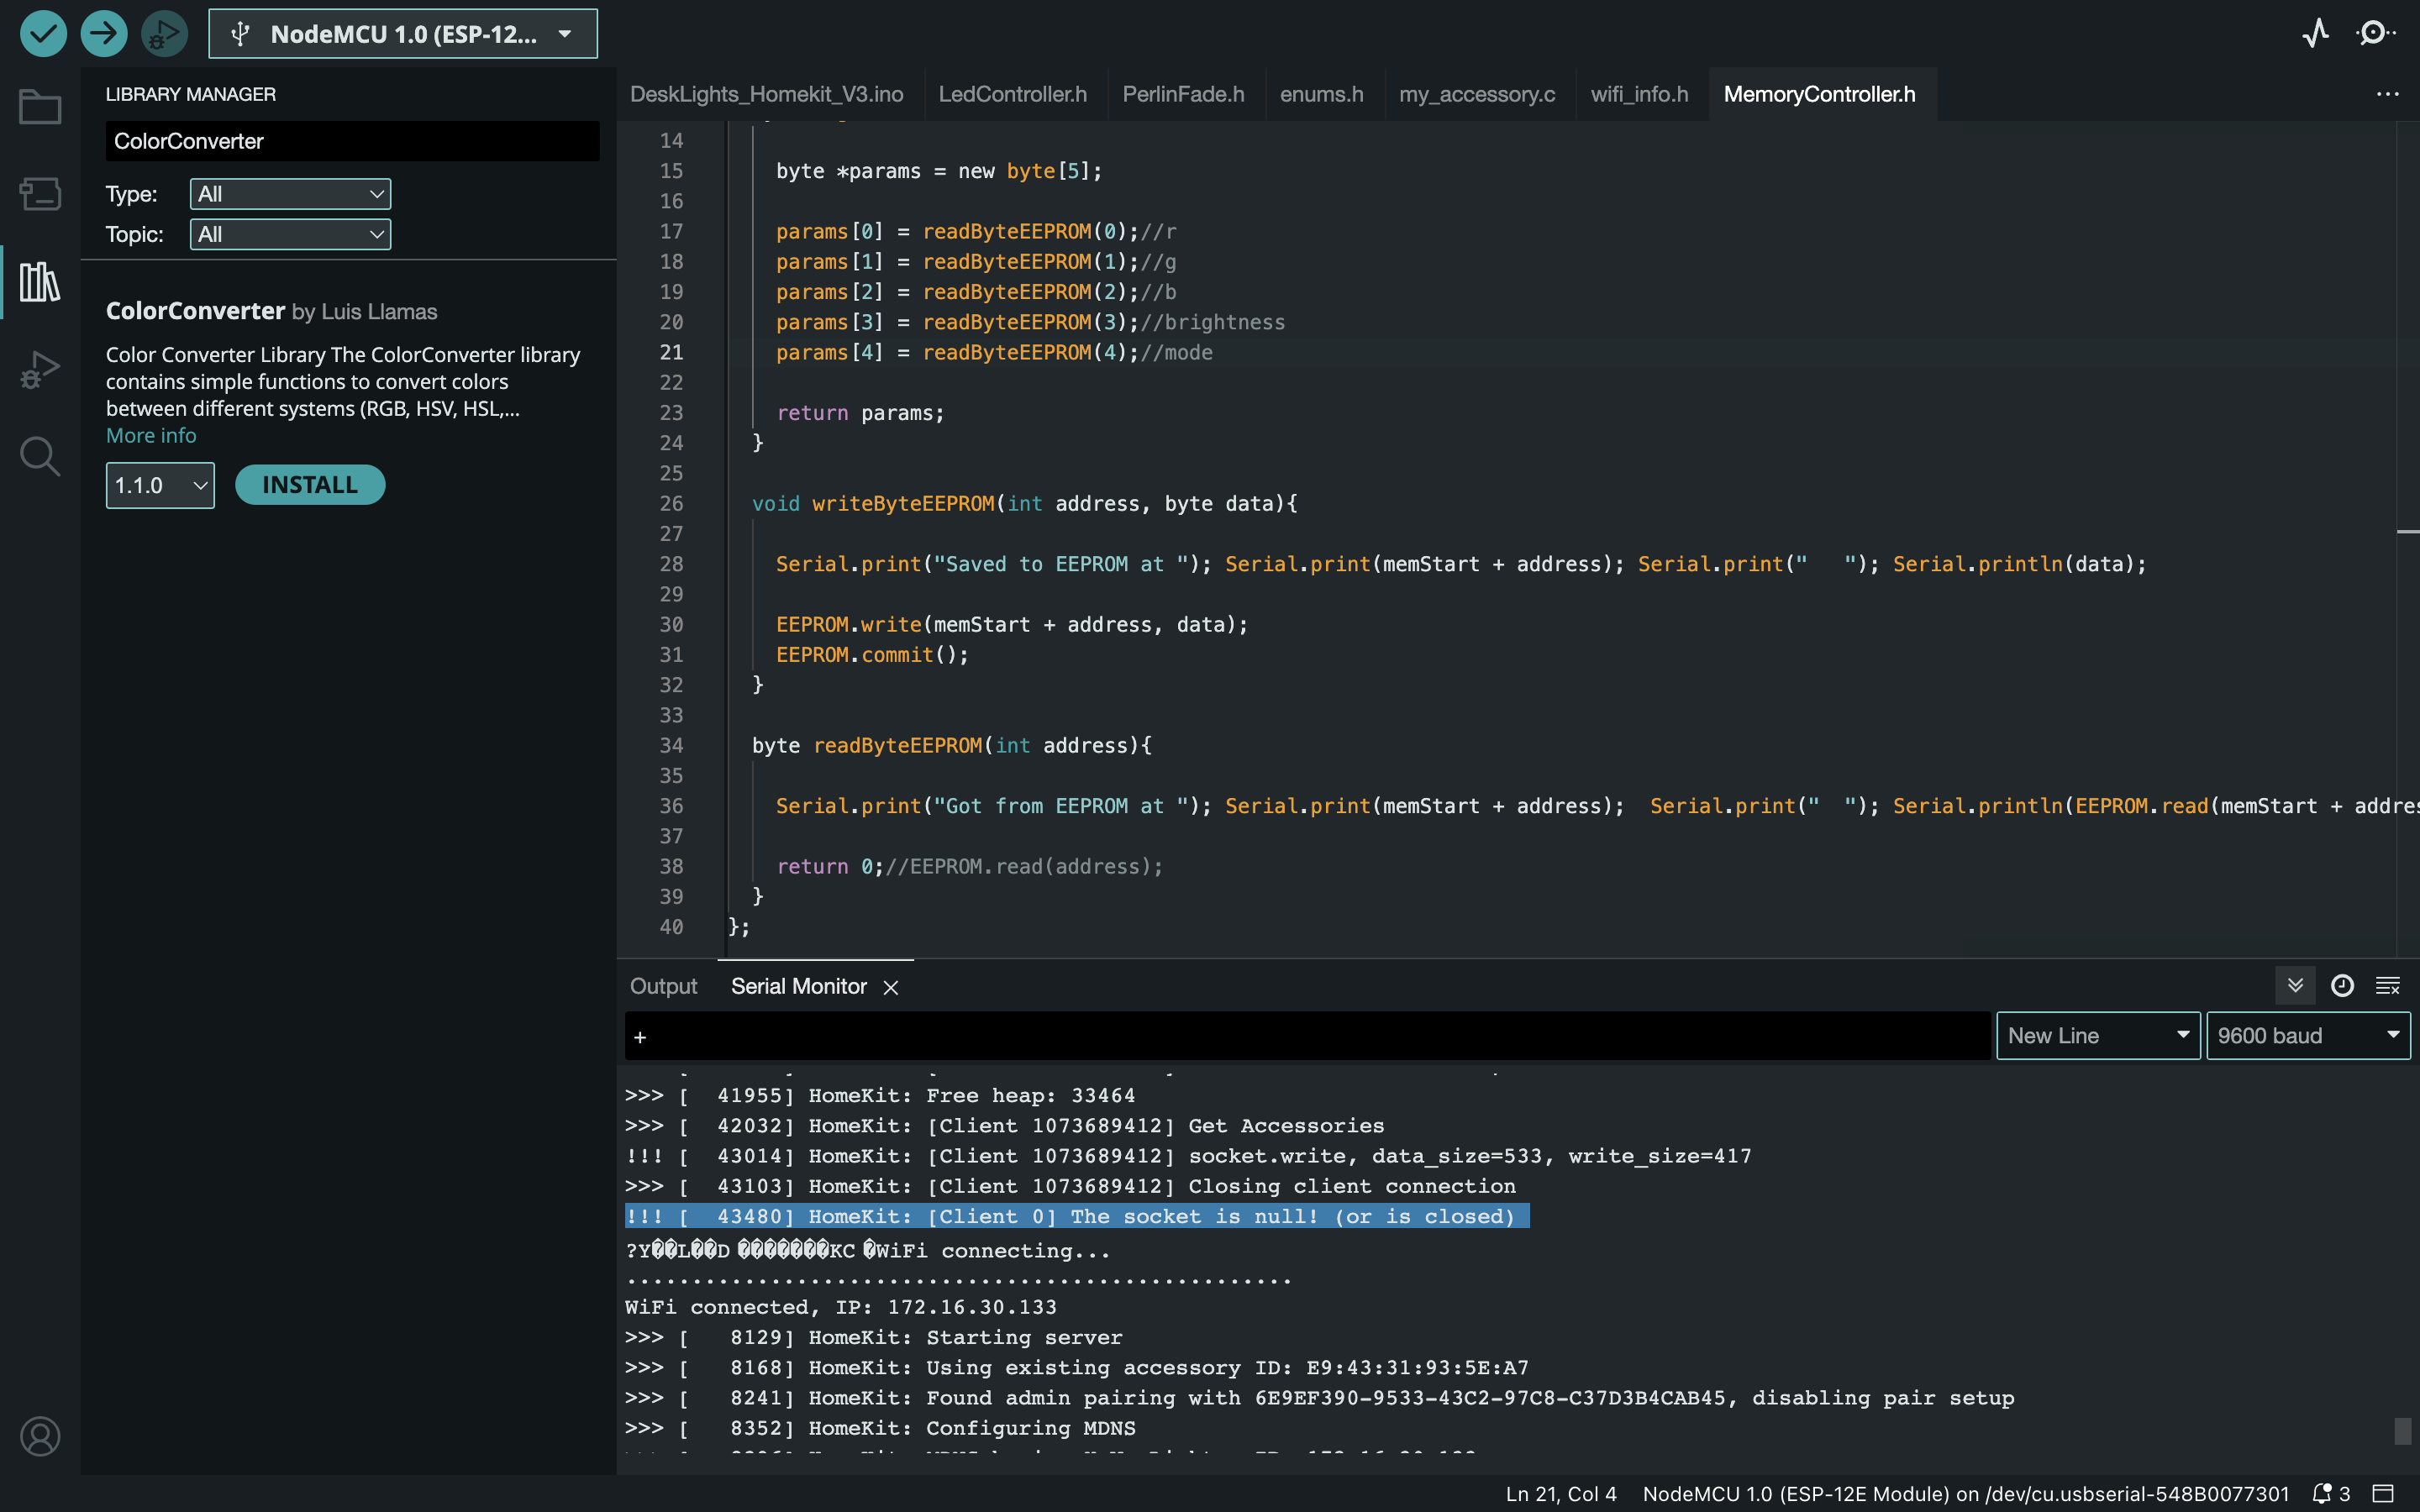 NodeMCU 1.0 (ESP-12...
LIBRARY MANAGER
ColorConverter
Type: All
Topic: All
ColorConverter by Luis Llamas
Color Converter Library The ColorConverter library
contains simple functions to convert colors
between different systems (RGB, HSV, HSL,...
More info
1.1.0 INSTALL
DeskLights_Homekit_V3.ino LedController.h PerlinFade.h enums.h my_accessory.c wifi_info.h MemoryController.h
14
15 byte *params = new byte[5];
16
17 params[0] = readByteEEPROM(0);//r
18 params[1] = readByteEEPROM(1);//g
19 params[2] = readByteEEPROM(2);//b
20 params[3] = readByteEEPROM(3);//brightness
21 params[4] = readByteEEPROM(4);//mode
22
23 return params;
24 }
25
26 void writeByteEEPROM(int address, byte data){
27
28 Serial.print("Saved to EEPROM at "); Serial.print(memStart + address); Serial.print("   "); Serial.println(data);
29
30 EEPROM.write(memStart + address, data);
31 EEPROM.commit();
32 }
33
34 byte readByteEEPROM(int address){
35
36 Serial.print("Got from EEPROM at "); Serial.print(memStart + address);  Serial.print("  "); Serial.println(EEPROM.read(memStart + addres
37
38 return 0;//EEPROM.read(address);
39 }
40 };
Output Serial Monitor
+ New Line 9600 baud
>>> [  41955] HomeKit: Free heap: 33464
>>> [  42032] HomeKit: [Client 1073689412] Get Accessories
!!! [  43014] HomeKit: [Client 1073689412] socket.write, data_size=533, write_size=417
>>> [  43103] HomeKit: [Client 1073689412] Closing client connection
!!! [  43480] HomeKit: [Client 0] The socket is null! (or is closed)
?Y��L��D �������KC �WiFi connecting...
...................................................
WiFi connected, IP: 172.16.30.133
>>> [   8129] HomeKit: Starting server
>>> [   8168] HomeKit: Using existing accessory ID: E9:43:31:93:5E:A7
>>> [   8241] HomeKit: Found admin pairing with 6E9EF390-9533-43C2-97C8-C37D3B4CAB45, disabling pair setup
>>> [   8352] HomeKit: Configuring MDNS
Ln 21, Col 4 NodeMCU 1.0 (ESP-12E Module) on /dev/cu.usbserial-548B0077301 3